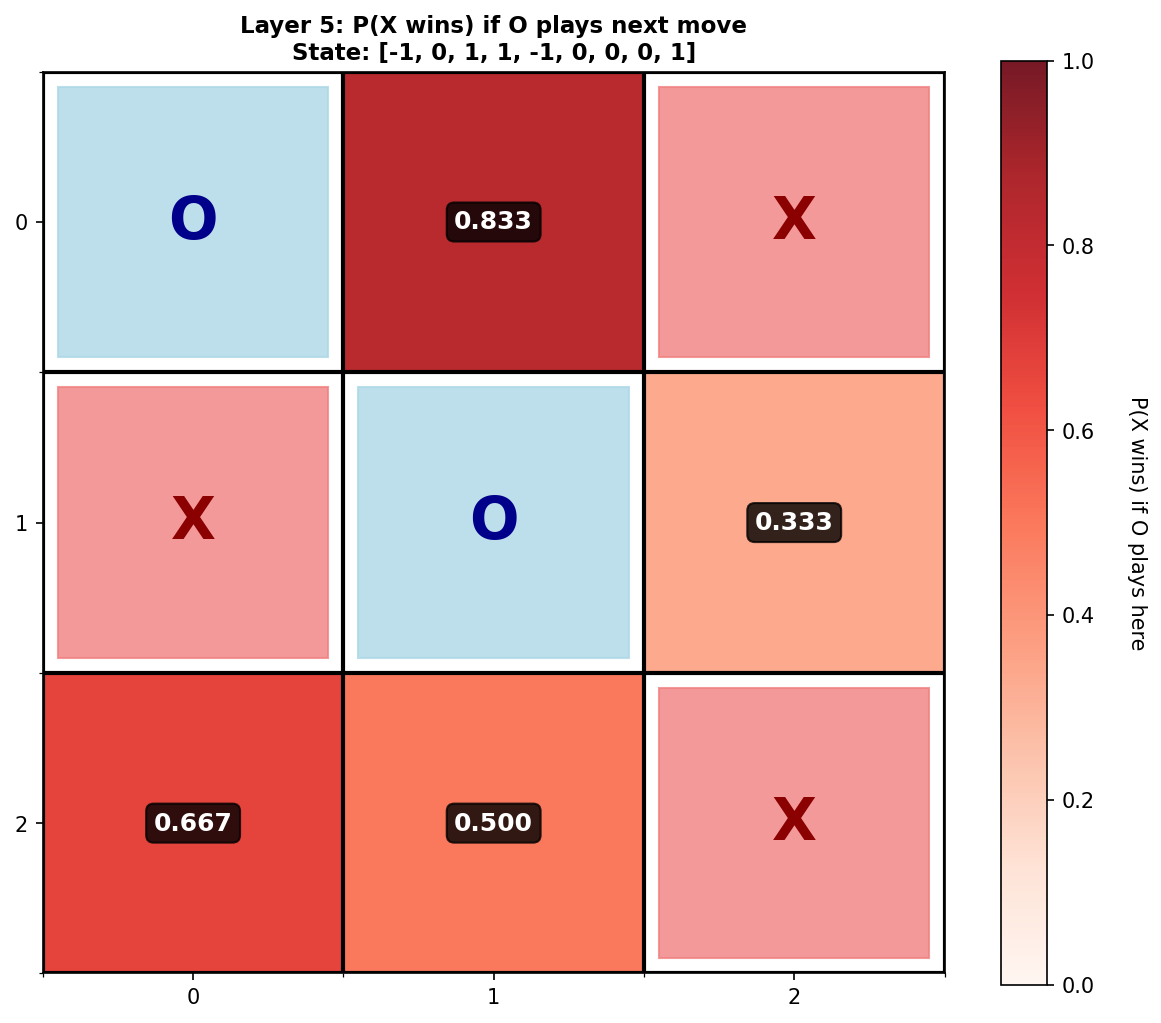 Layer 5: P(X wins) if O plays next move
State: [-1, 0, 1, 1, -1, 0, 0, 0, 1]
O
0.833
X
X
O
0.333
0.667
0.500
X
0
1
2
0
1
2
1.0
0.8
0.6
0.4
0.2
0.0
P(X wins) if O plays here